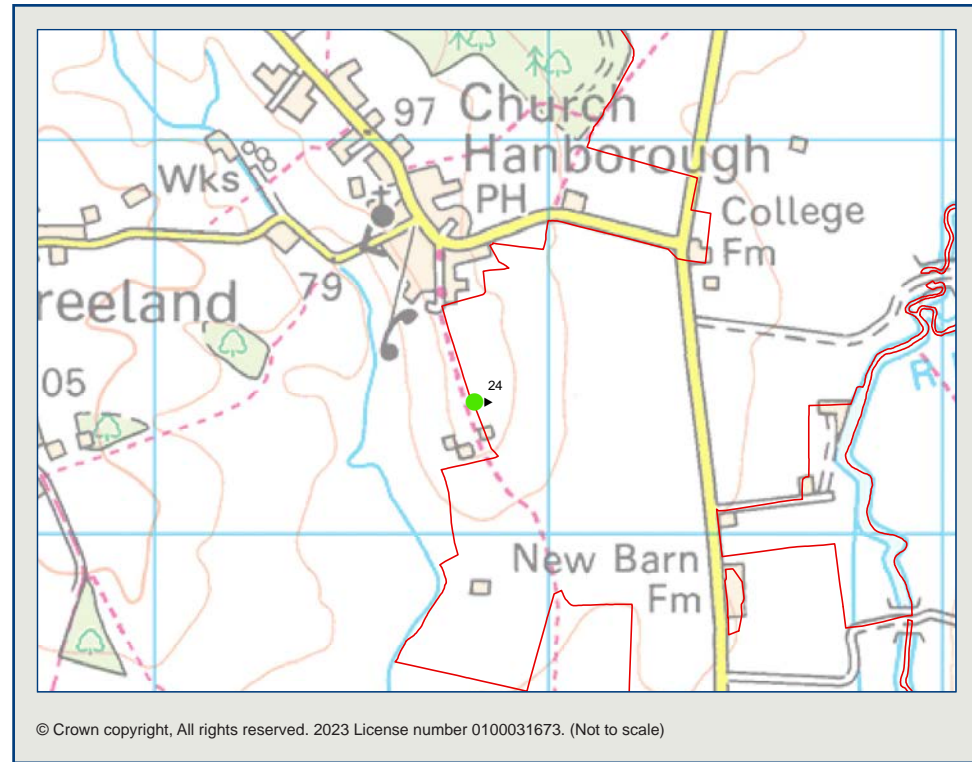 97
Church
Hanborough
Wks
PH
College
Fm
79
reeland
24
05
R
New Barn
Fm
© Crown copyright, All rights reserved. 2023 License number 0100031673. (Not to scale)